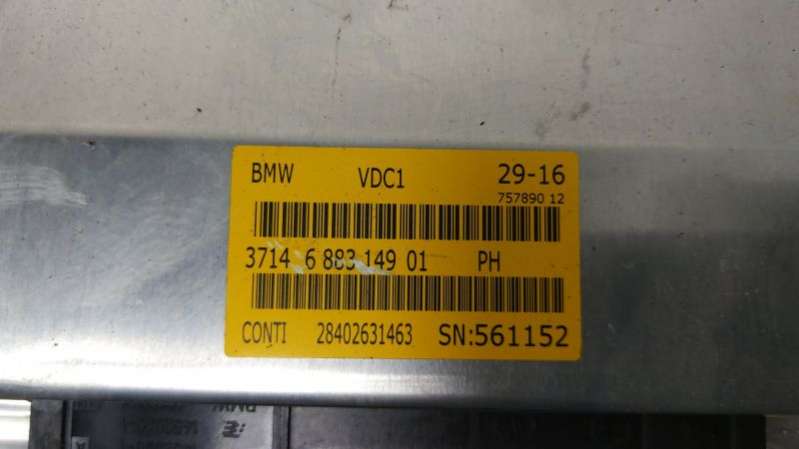 BMW VDC1 29-16
757890 12
3714 6 883 149 01 PH
CONTI 28402631463 SN:561152